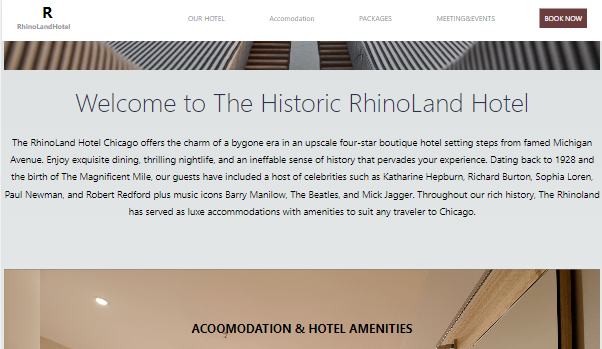 R
RhinoLandHotel
OUR HOTEL
Accomodation
PACKAGES
MEETING&EVENTS
BOOK NOW
Welcome to The Historic RhinoLand Hotel
The RhinoLand Hotel Chicago offers the charm of a bygone era in an upscale four-star boutique hotel setting steps from famed Michigan
Avenue. Enjoy exquisite dining, thrilling nightlife, and an ineffable sense of history that pervades your experience. Dating back to 1928 and
the birth of The Magnificent Mile, our guests have included a host of celebrities such as Katharine Hepburn, Richard Burton, Sophia Loren,
Paul Newman, and Robert Redford plus music icons Barry Manilow, The Beatles, and Mick Jagger. Throughout our rich history, The Rhinoland
has served as luxe accommodations with amenities to suit any traveler to Chicago.
ACOOMODATION & HOTEL AMENITIES